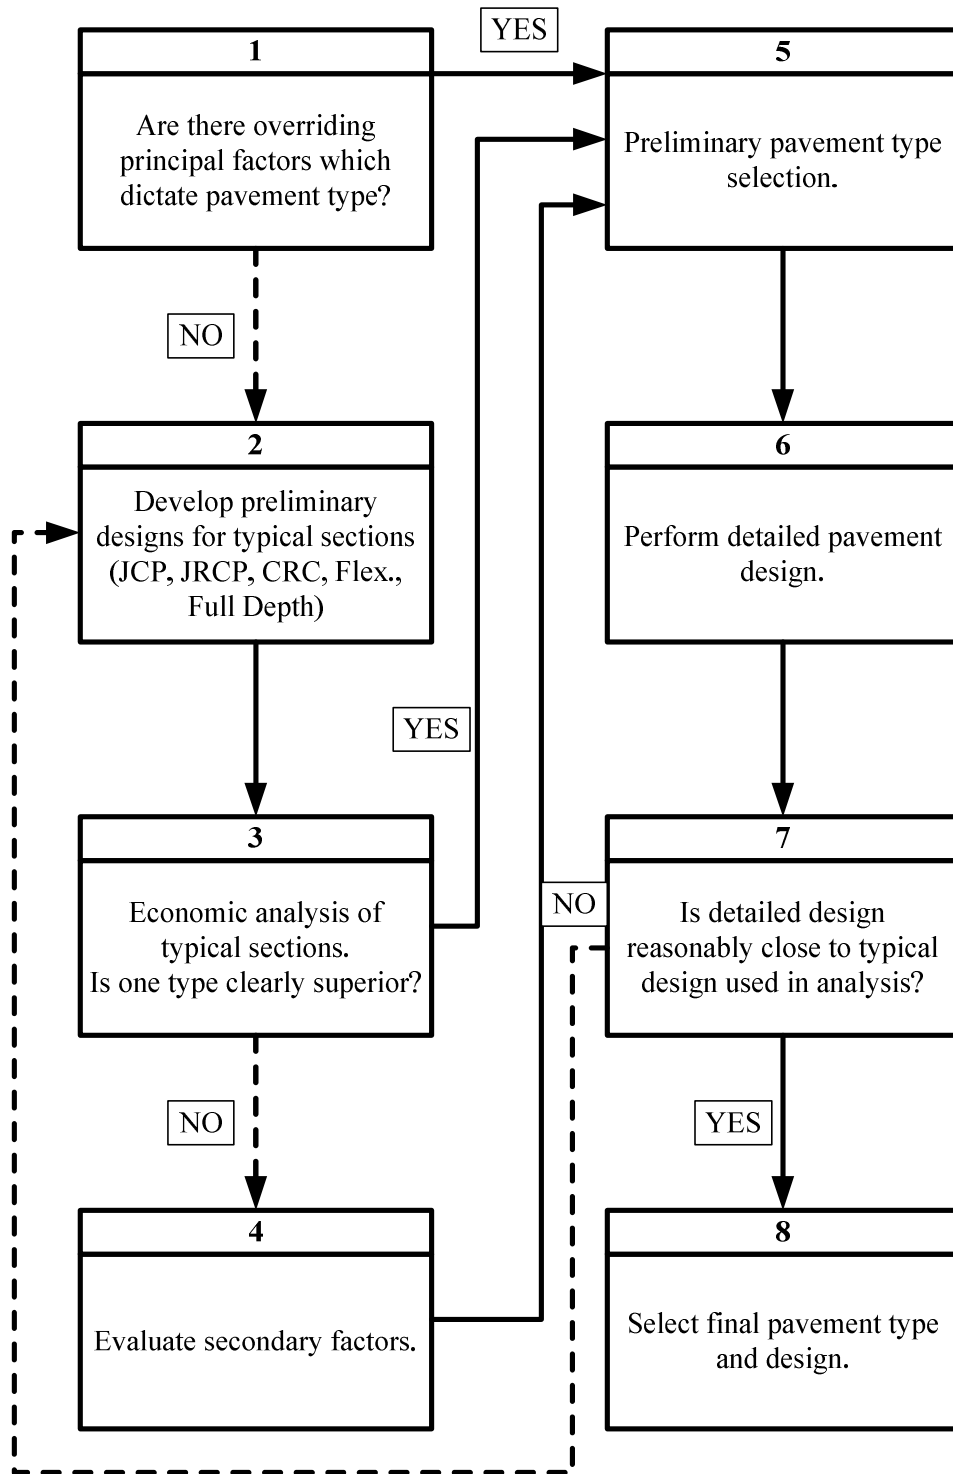 YES
1
Are there overriding
principal factors which
dictate pavement type?
NO
2
Develop preliminary
designs for typical sections
(JCP, JRCP, CRC, Flex.,
Full Depth)
YES
3
Economic analysis of
typical sections.
Is one type clearly superior?
NO
4
Evaluate secondary factors.
5
Preliminary pavement type
selection.
6
Perform detailed pavement
design.
7
NO
Is detailed design
reasonably close to typical
design used in analysis?
YES
8
Select final pavement type
and design.